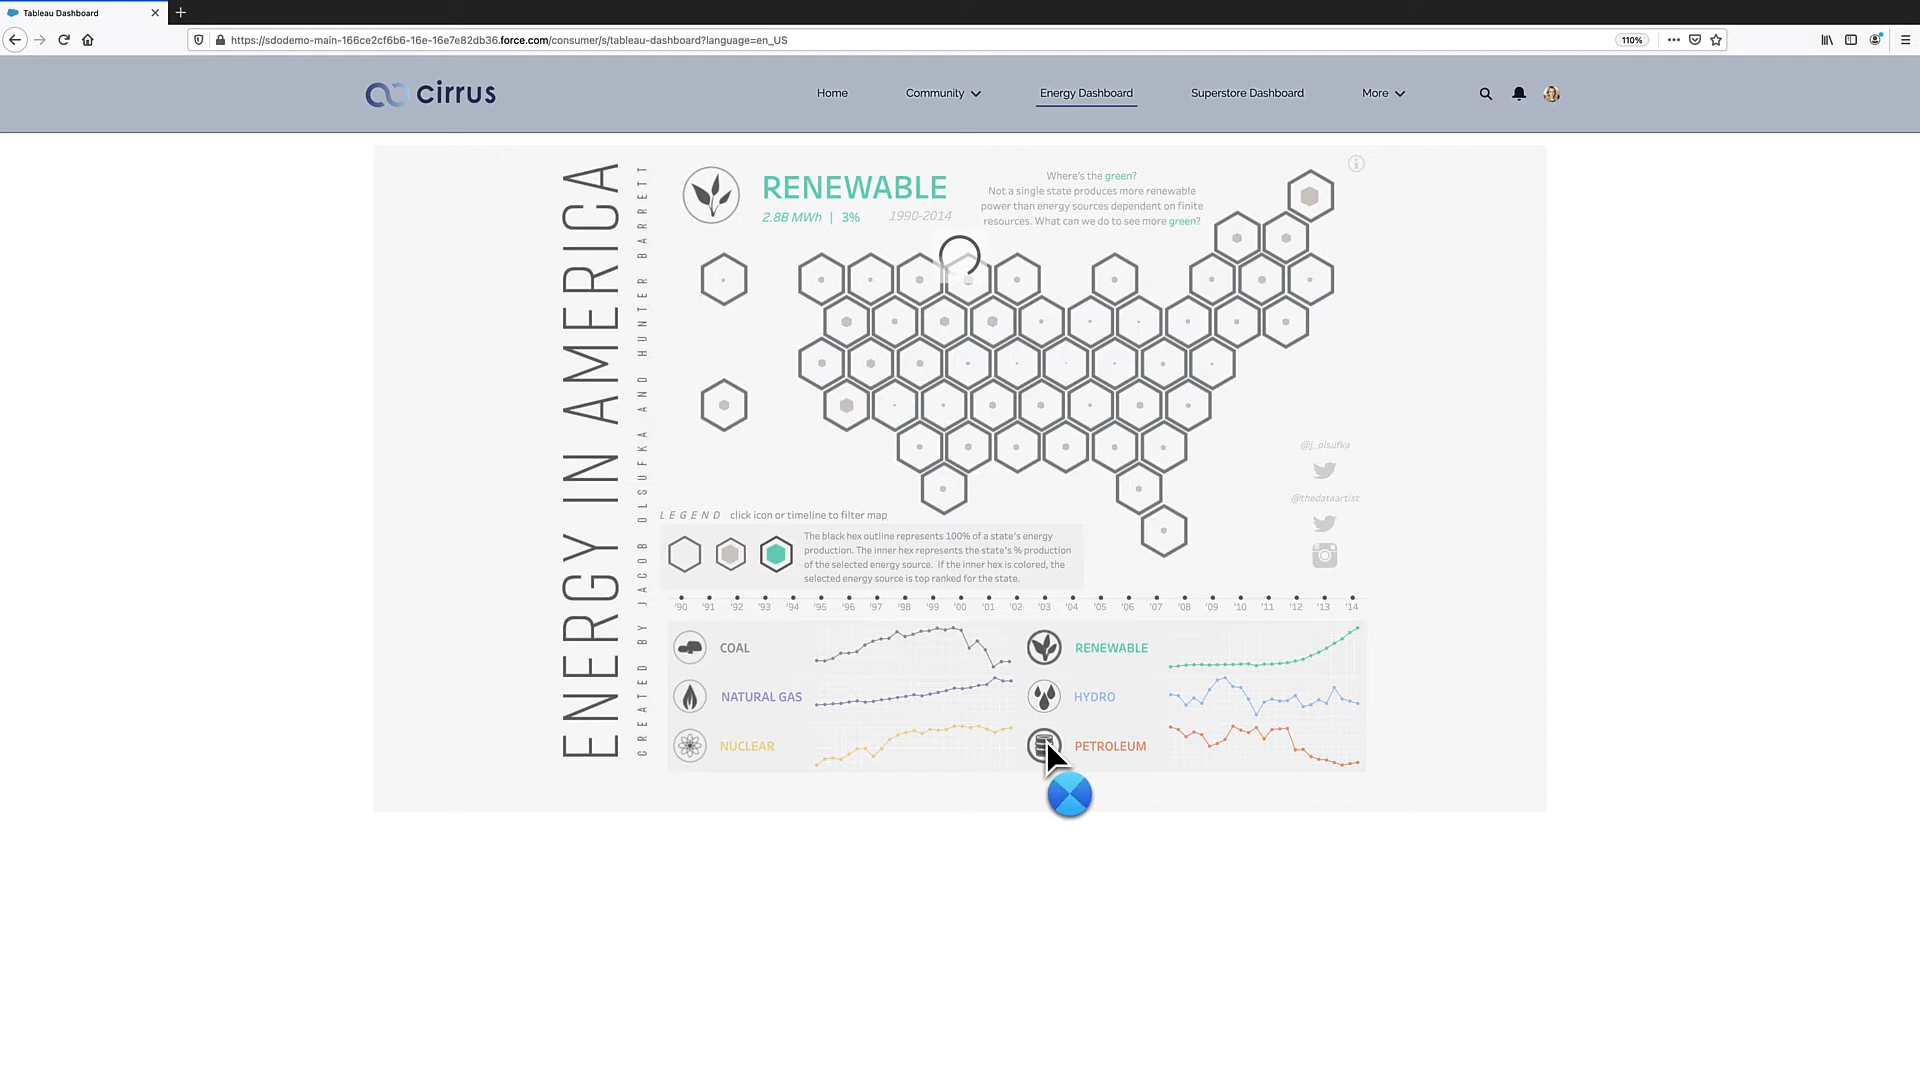 Tableau Dashboard
https://sdodemo-main-166ce2cf6b6-16e-16e7e82db36.force.com/consumer/s/tableau-dashboard?language=en_US
110%
cirrus
Home
Community
Energy Dashboard
Superstore Dashboard
More
ENERGY IN AMERICA
CREATED BY JACOB OLSUFKA AND HUNTER BARRETT
RENEWABLE
2.8B MWh | 3%
1990-2014
Where's the green?
Not a single state produces more renewable
power than energy sources dependent on finite
resources. What can we do to see more green?
@j_olsufka
@thedataartist
LEGEND click icon or timeline to filter map
The black hex outline represents 100% of a state's energy
production. The inner hex represents the state's % production
of the selected energy source. If the inner hex is colored, the
selected energy source is top ranked for the state.
'90 '91 '92 '93 '94 '95 '96 '97 '98 '99 '00 '01 '02 '03 '04 '05 '06 '07 '08 '09 '10 '11 '12 '13 '14
COAL
RENEWABLE
NATURAL GAS
HYDRO
NUCLEAR
PETROLEUM